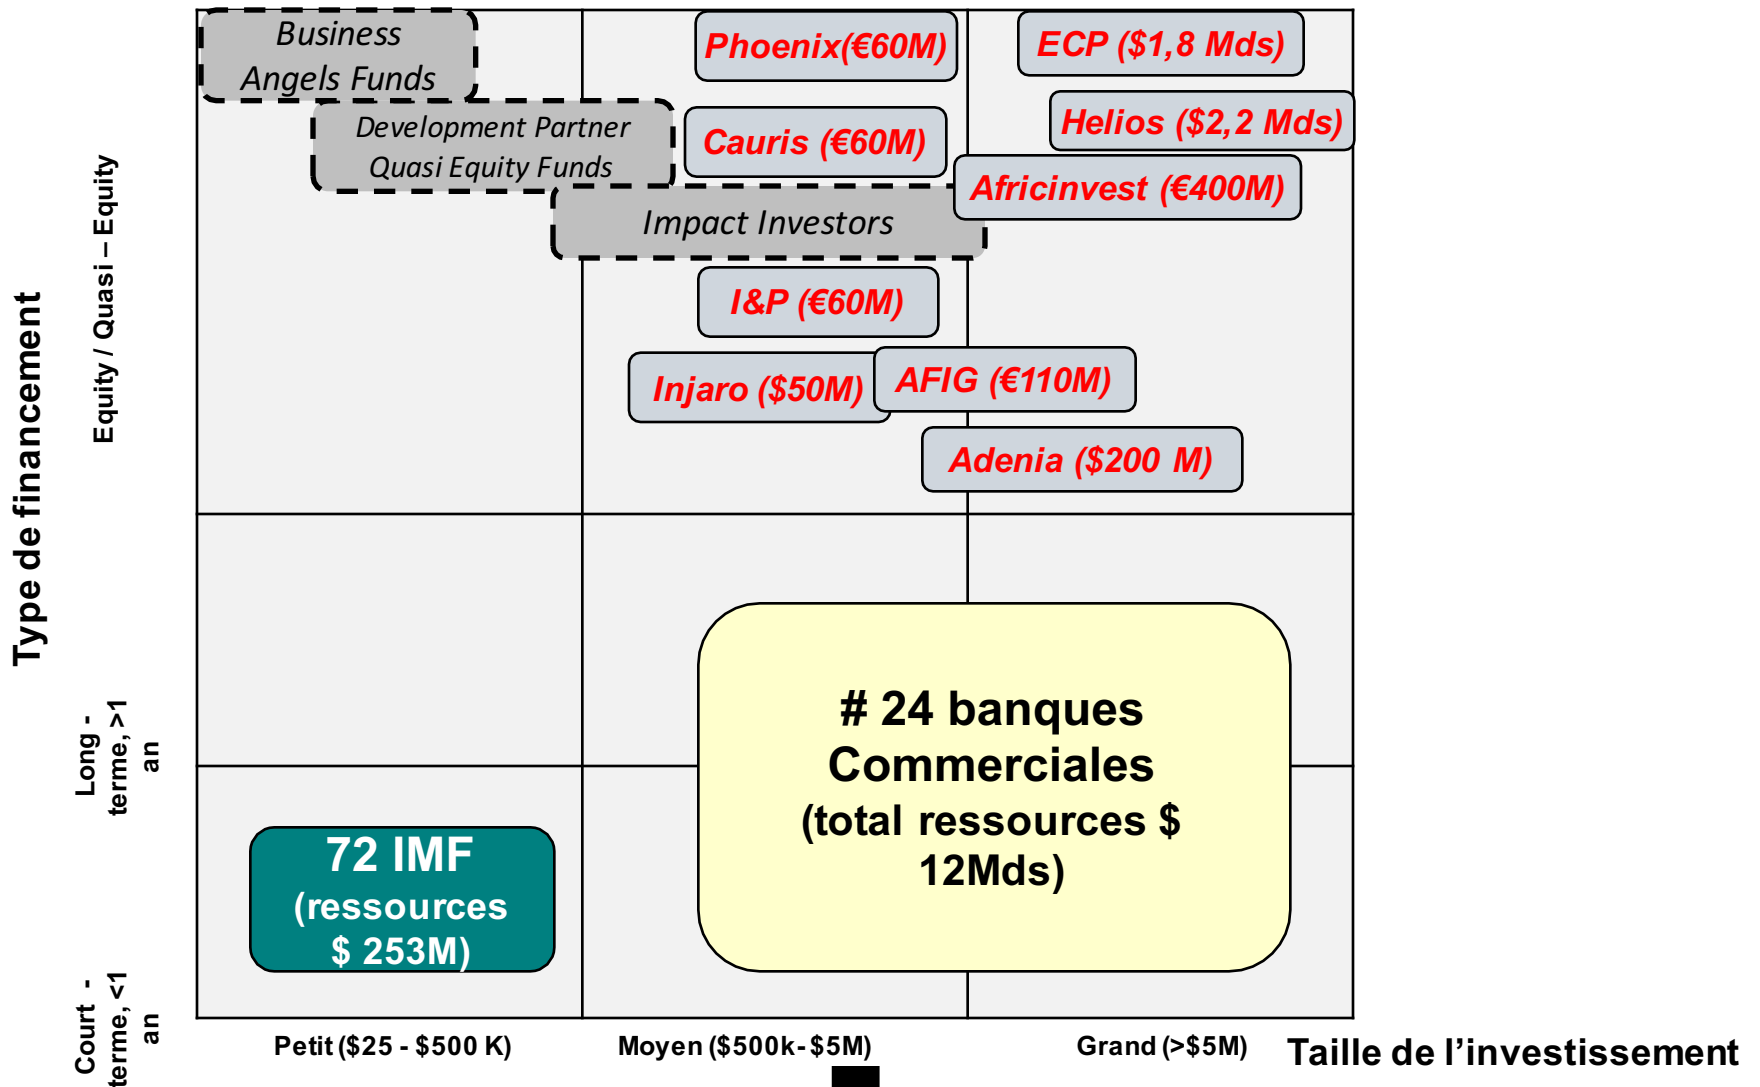 Business
Angels Funds
Phoenix(€60M)
ECP ($1,8 Mds)
Development Partner
Quasi Equity Funds
Cauris (€60M)
Helios ($2,2 Mds)
Africinvest (€400M)
Impact Investors
I&P (€60M)
Injaro ($50M)
AFIG (€110M)
Adenia ($200 M)
Type de financement
Equity / Quasi – Equity
Long -
terme, >1
an
Court -
terme, <1
an
# 24 banques
Commerciales
(total ressources $
12Mds)
72 IMF
(ressources
$ 253M)
Petit ($25 - $500 K)
Moyen ($500k- $5M)
Grand (>$5M)
Taille de l’investissement